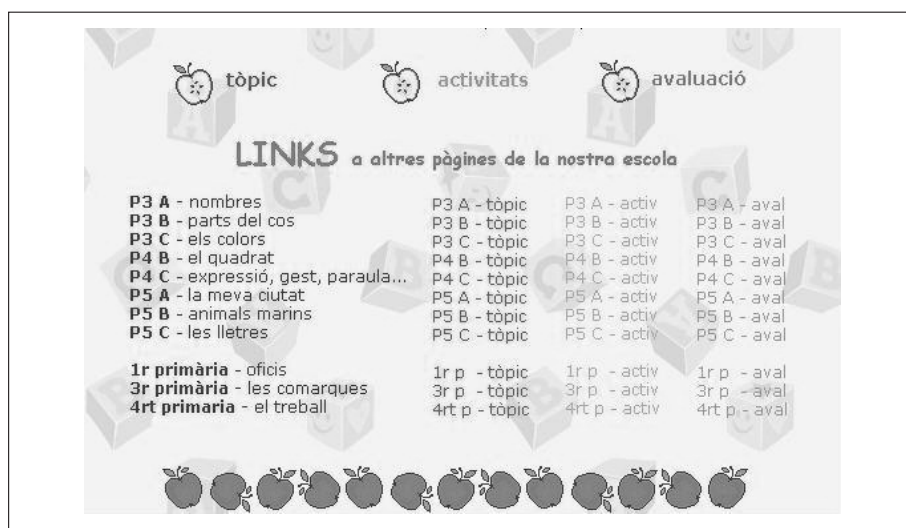 tòpic activitats avaluació
LINKS a altres pàgines de la nostra escola
P3 A - nombres P3 A - tòpic P3 A - activ P3 A - aval
P3 B - parts del cos P3 B - tòpic P3 B - activ P3 B - aval
P3 C - els colors P3 C - tòpic P3 C - activ P3 C - aval
P4 B - el quadrat P4 B - tòpic P4 B - activ P4 B - aval
P4 C - expressió, gest, paraula... P4 C - tòpic P4 C - activ P4 C - aval
P5 A - la meva ciutat P5 A - tòpic P5 A - activ P5 A - aval
P5 B - animals marins P5 B - tòpic P5 B - activ P5 B - aval
P5 C - les lletres P5 C - tòpic P5 C - activ P5 C - aval
1r primària - oficis 1r p - tòpic 1r p - activ 1r p - aval
3r primària - les comarques 3r p - tòpic 3r p - activ 3r p - aval
4rt primaria - el treball 4rt p - tòpic 4rt p - activ 4rt p - aval